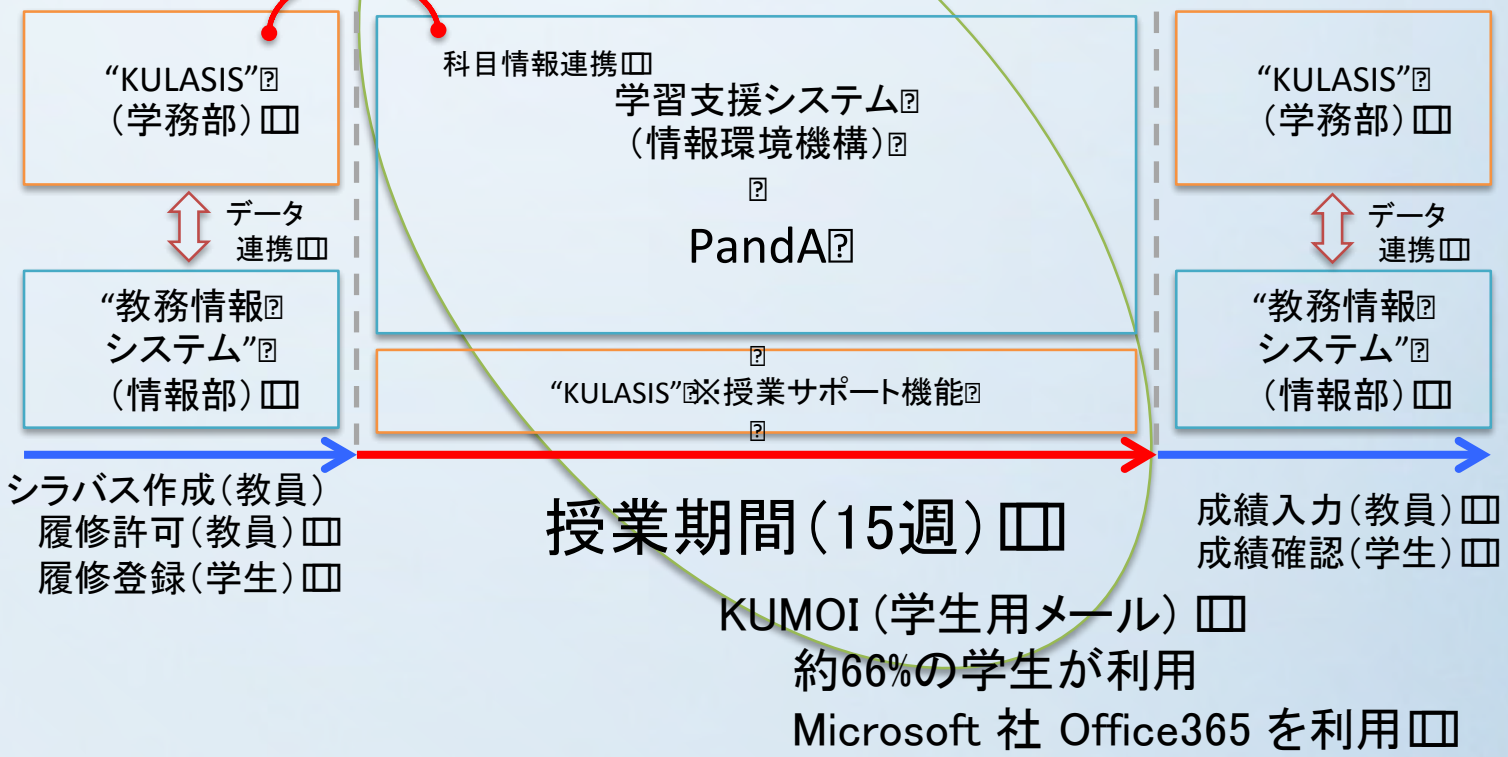 “KULASIS”
（学務部）
データ
連携
“教務情報
システム”
（情報部）
科目情報連携
学習支援システム
（情報環境機構）
PandA
“KULASIS”※授業サポート機能
“KULASIS”
（学務部）
データ
連携
“教務情報
システム”
（情報部）
シラバス作成（教員）
履修許可（教員）
履修登録（学生）
授業期間（15週）
成績入力（教員）
成績確認（学生）
KUMOI（学生用メール）
約66%の学生が利用
Microsoft 社 Office365 を利用